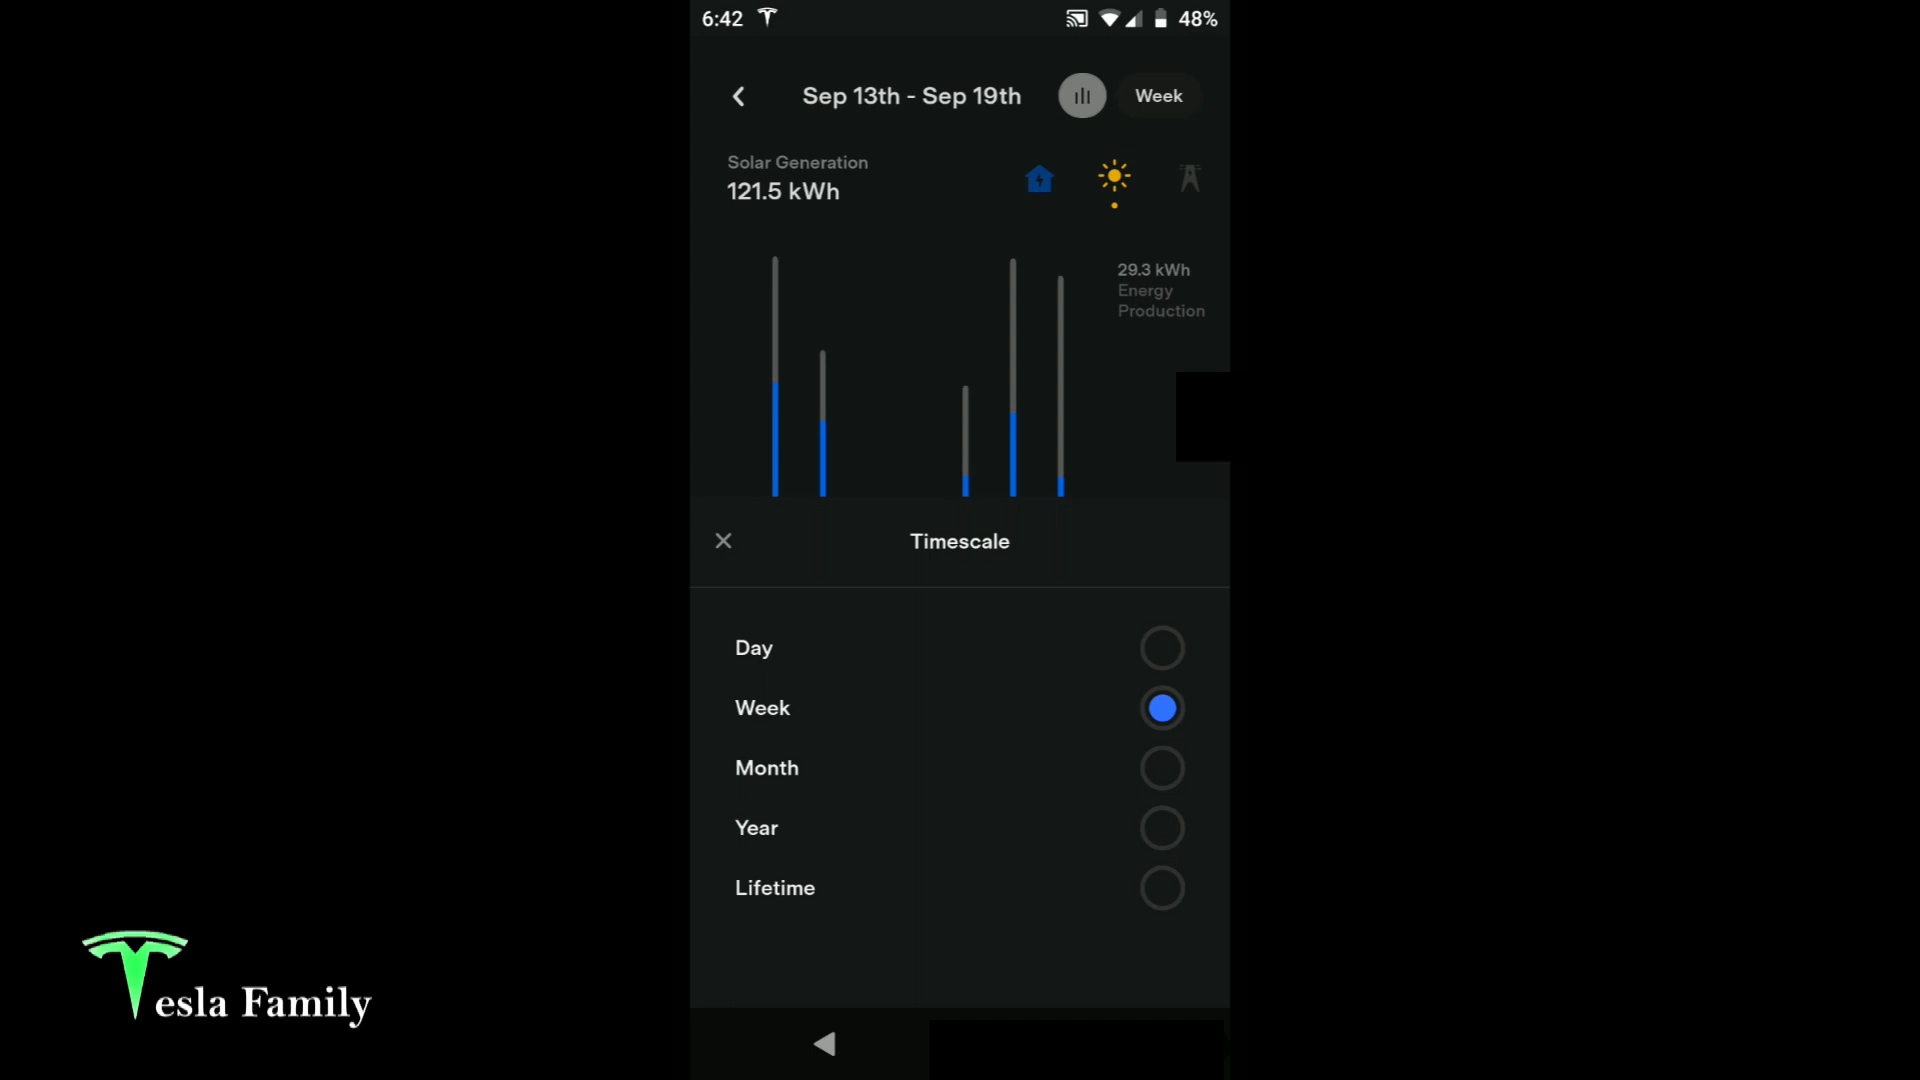 6:42
48%
Sep 13th - Sep 19th
Week
Solar Generation
121.5 kWh
29.3 kWh
Energy
Production
Timescale
Day
Week
Month
Year
Lifetime
Tesla Family